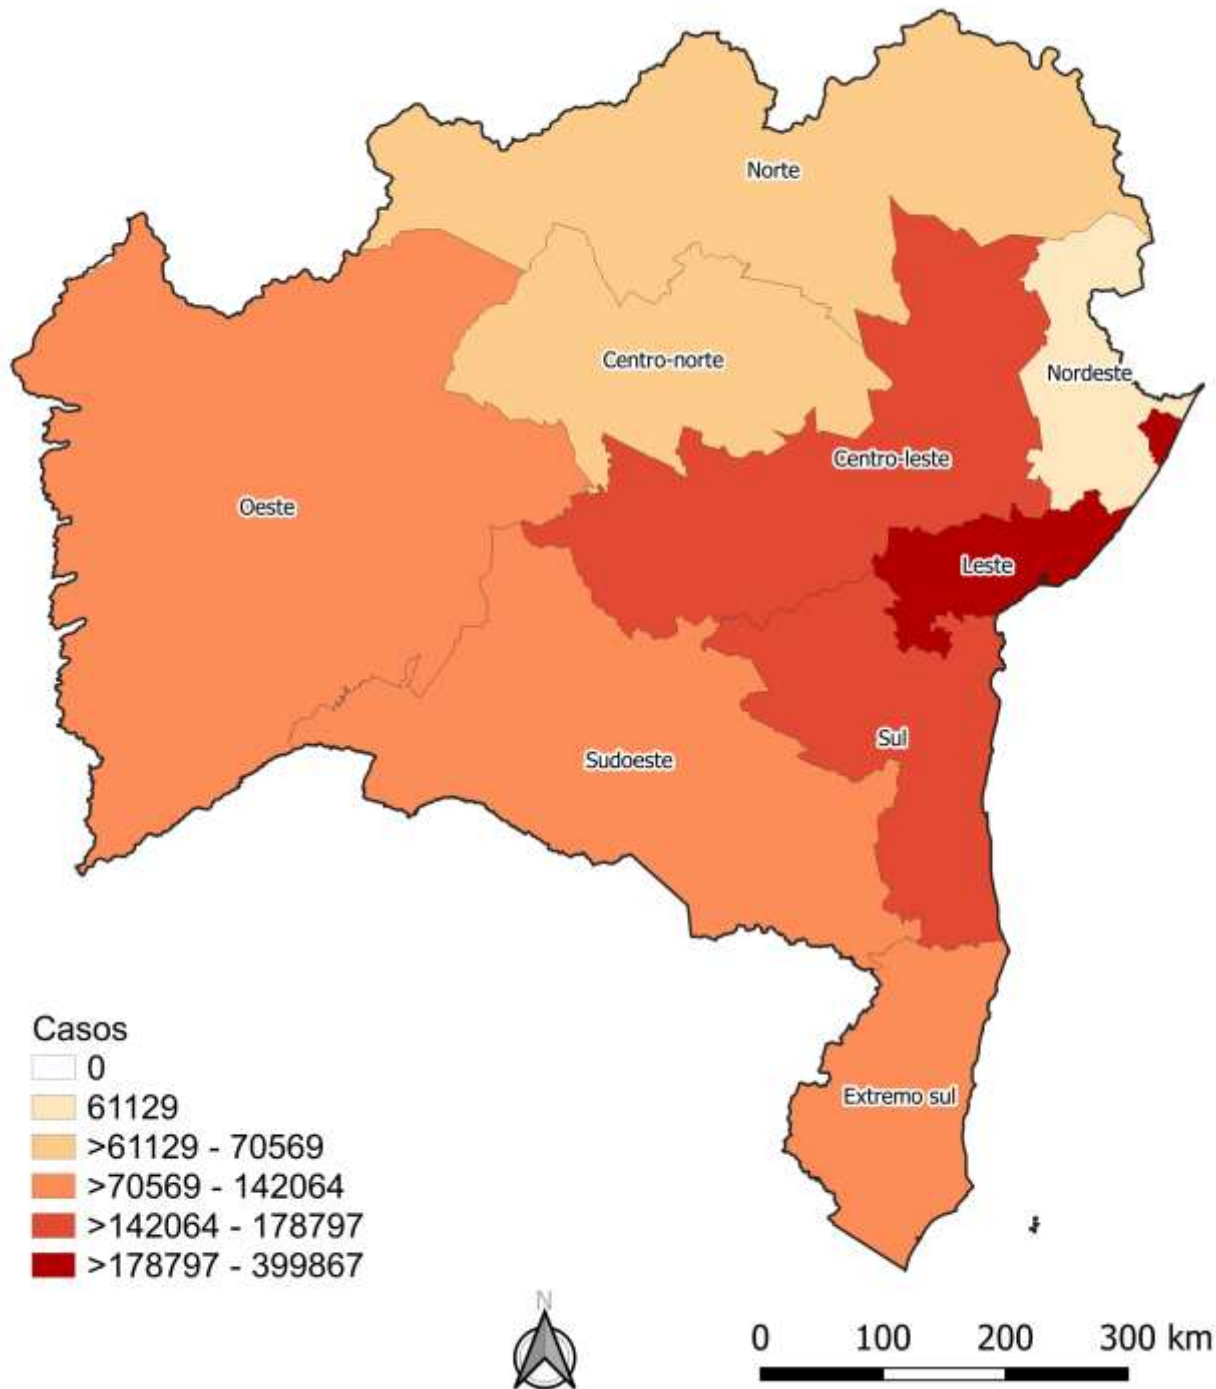 Norte
Centro-norte
Nordeste
Centro-leste
Oeste
Leste
Sul
Sudoeste
Extremo sul
Casos
0
61129
>61129 - 70569
>70569 - 142064
>142064 - 178797
>178797 - 399867
N
0 100 200 300 km